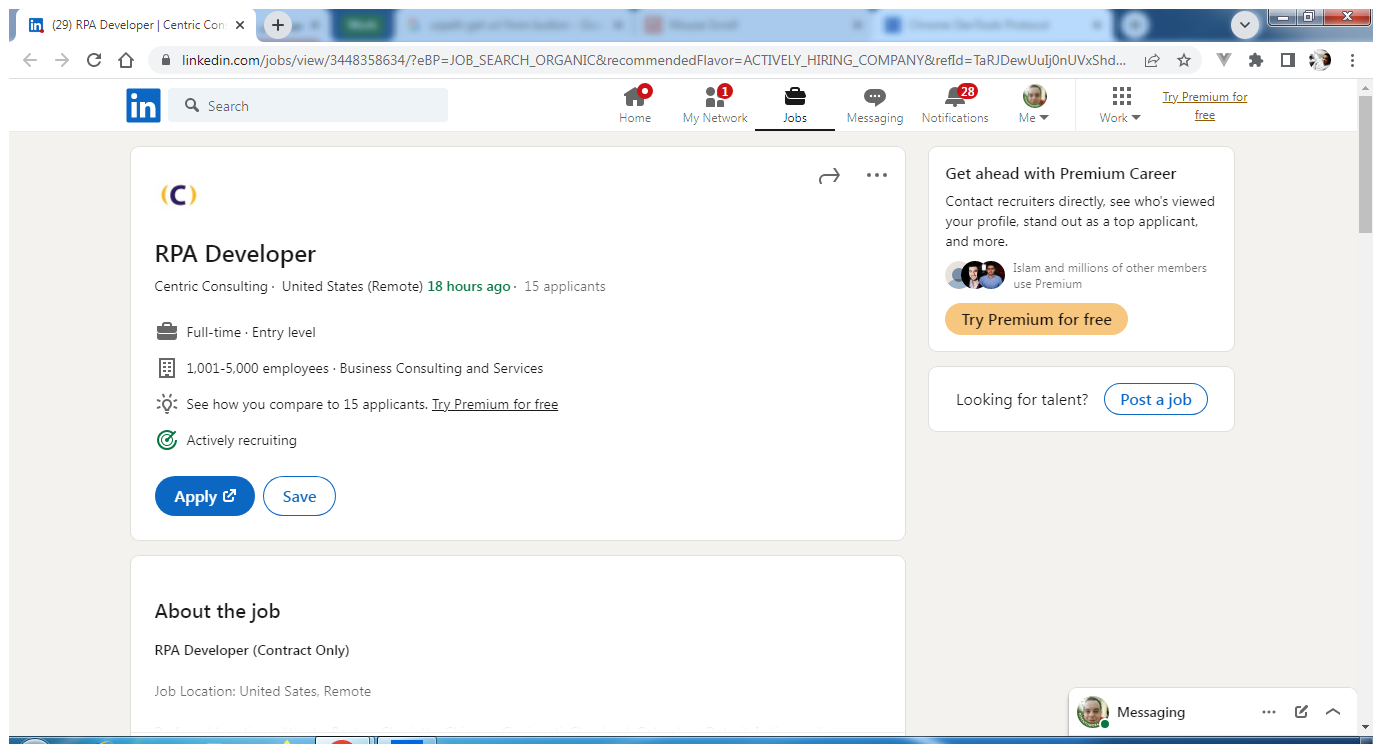 (29) RPA Developer | Centric Con
linkedin.com/jobs/view/3448358634/?eBP=JOB_SEARCH_ORGANIC&recommendedFlavor=ACTIVELY_HIRING_COMPANY&refId=TaRJDewUuIj0nUVxShd...
in
Search
Home
1
My Network
Jobs
Messaging
28
Notifications
Me
Work
Try Premium for
free
(C)
RPA Developer
Centric Consulting · United States (Remote) 18 hours ago · 15 applicants
Full-time · Entry level
1,001-5,000 employees · Business Consulting and Services
See how you compare to 15 applicants. Try Premium for free
Actively recruiting
Apply
Save
Get ahead with Premium Career
Contact recruiters directly, see who's viewed
your profile, stand out as a top applicant,
and more.
Islam and millions of other members
use Premium
Try Premium for free
Looking for talent?
Post a job
About the job
RPA Developer (Contract Only)
Job Location: United Sates, Remote
Messaging